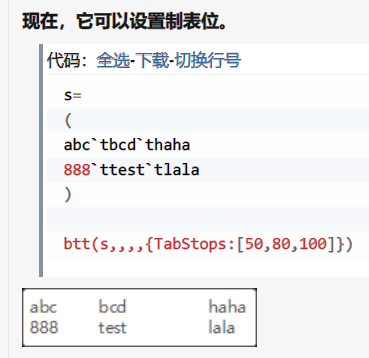 现在，它可以设置制表位。
代码：全选-下载-切换行号
s=
(
abc`tbcd`thaha
888`ttest`tlala
)
btt(s,,,,{TabStops:[50,80,100]})
abc bcd haha
888 test lala